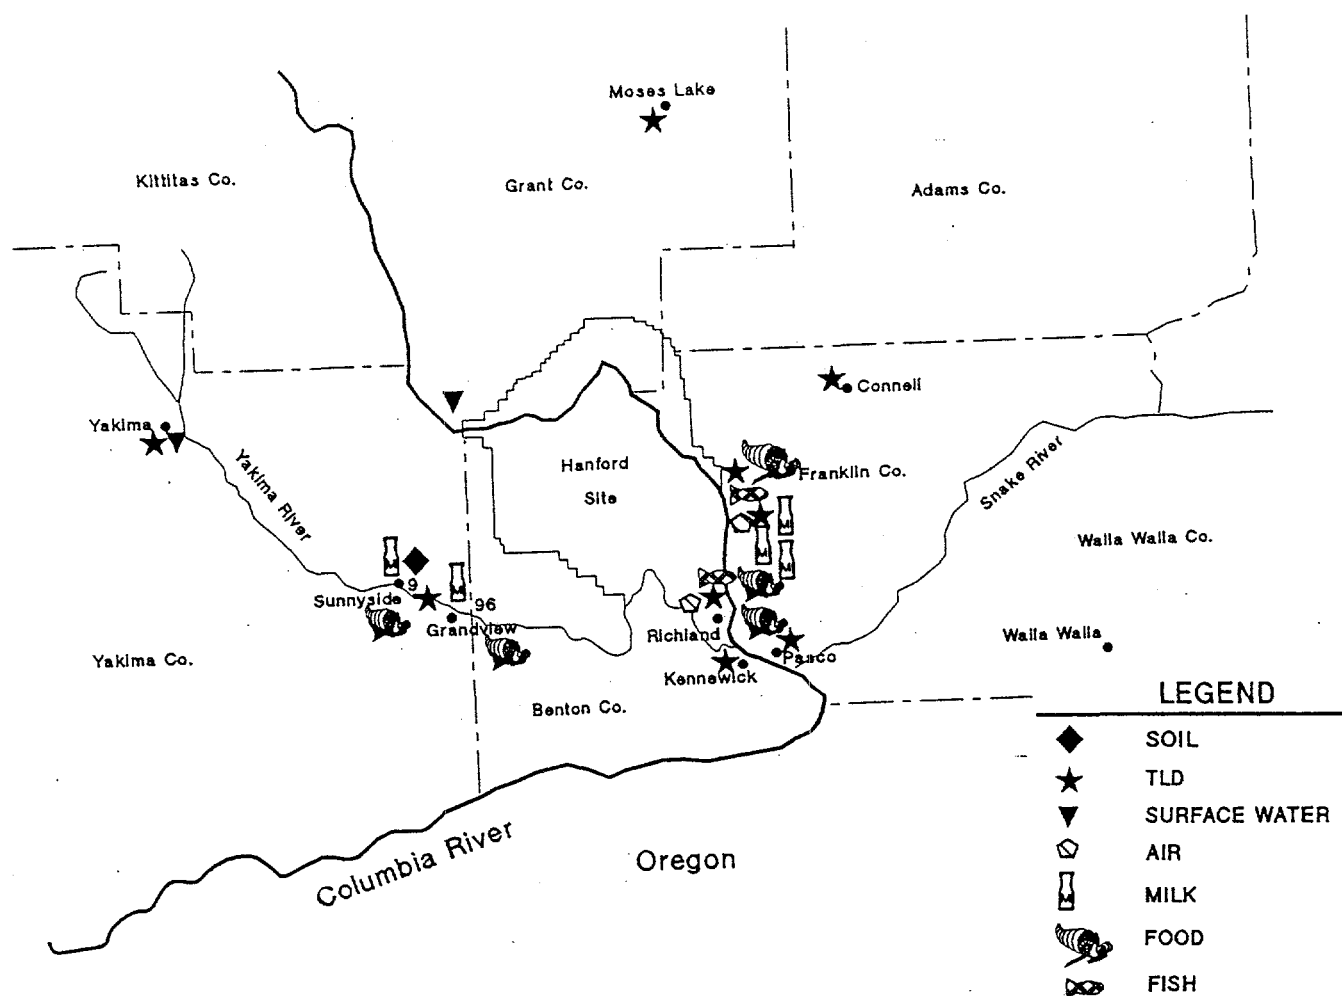 Moses Lake
Kittitas Co.
Grant Co.
Adams Co.
Connell
Yakima
Yakima River
Hanford
Site
Franklin Co.
Snake River
Walla Walla Co.
M
M
M
M
M
9
Sunnyside
96
Grandview
Richland
Walla Walla
Yakima Co.
Pasco
Kennewick
Benton Co.
Columbia River
Oregon
LEGEND
SOIL
TLD
SURFACE WATER
AIR
M MILK
FOOD
FISH